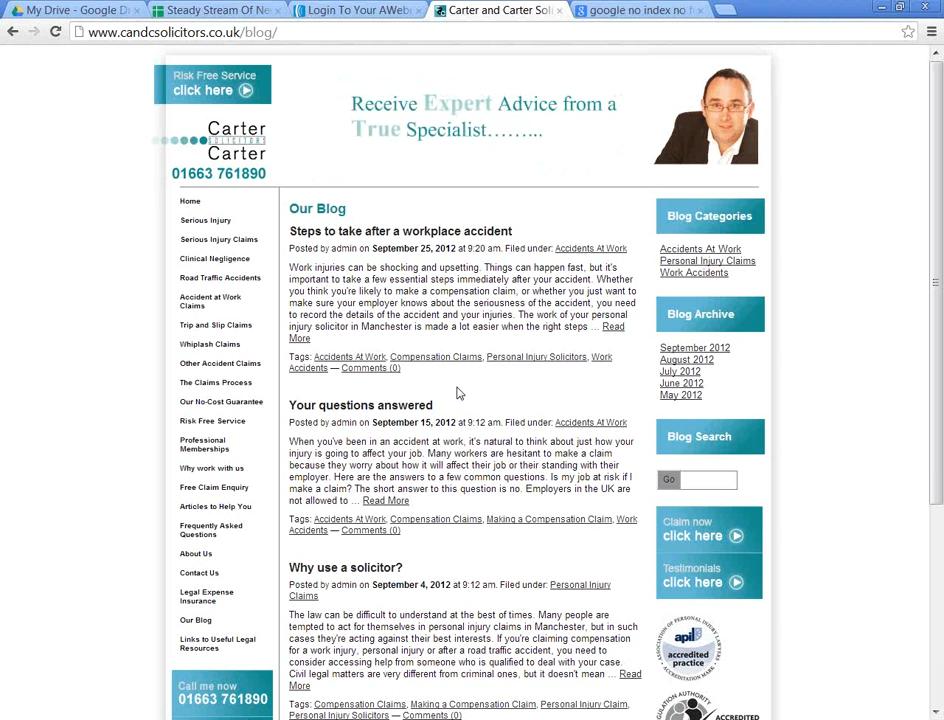 My Drive - Google D
Steady Stream Of Ne
Login To Your AWeb
Carter and Carter Soli
google no index no f
www.candcsolicitors.co.uk/blog/
Risk Free Service
click here
Receive Expert Advice from a
True Specialist.........
Carter
SOLICITORS
Carter
01663 761890
Home
Serious Injury
Serious Injury Claims
Clinical Negligence
Road Traffic Accidents
Accident at Work
Claims
Trip and Slip Claims
Whiplash Claims
Other Accident Claims
The Claims Process
Our No-Cost Guarantee
Risk Free Service
Professional
Memberships
Why work with us
Free Claim Enquiry
Articles to Help You
Frequently Asked
Questions
About Us
Contact Us
Legal Expense
Insurance
Our Blog
Links to Useful Legal
Resources
Call me now
01663 761890
Our Blog
Steps to take after a workplace accident
Posted by admin on September 25, 2012 at 9:20 am. Filed under: Accidents At Work
Work injuries can be shocking and upsetting. Things can happen fast, but it's
important to take a few essential steps immediately after your accident. Whether
you think you're likely to make a compensation claim, or whether you just want to
make sure your employer knows about the seriousness of the accident, you need
to record the details of the accident and your injuries. The work of your personal
injury solicitor in Manchester is made a lot easier when the right steps ... Read
More
Tags: Accidents At Work, Compensation Claims, Personal Injury Solicitors, Work
Accidents — Comments (0)
Your questions answered
Posted by admin on September 15, 2012 at 9:12 am. Filed under: Accidents At Work
When you've been in an accident at work, it's natural to think about just how your
injury is going to affect your job. Many workers are hesitant to make a claim
because they worry about how it will affect their job or their standing with their
employer. Here are the answers to a few common questions. Is my job at risk if I
make a claim? The short answer to this question is no. Employers in the UK are
not allowed to ... Read More
Tags: Accidents At Work, Compensation Claims, Making a Compensation Claim, Work
Accidents — Comments (0)
Why use a solicitor?
Posted by admin on September 4, 2012 at 9:12 am. Filed under: Personal Injury
Claims
The law can be difficult to understand at the best of times. Many people are
tempted to act for themselves in personal injury claims in Manchester, but in such
cases they're acting against their best interests. If you're claiming compensation
for a work injury, personal injury or after a road traffic accident, you need to
consider accessing help from someone who is qualified to deal with your case.
Civil legal matters are very different from criminal ones, but it doesn't mean ... Read
More
Tags: Compensation Claims, Making a Compensation Claim, Personal Injury Claim,
Personal Injury Solicitors — Comments (0)
Blog Categories
Accidents At Work
Personal Injury Claims
Work Accidents
Blog Archive
September 2012
August 2012
July 2012
June 2012
May 2012
Blog Search
Go
Claim now
click here
Testimonials
click here
ASSOCIATION OF PERSONAL INJURY LAWYERS
apil
accredited
practice
ACCREDITATION MARK
REGULATION AUTHORITY
ACCREDITED